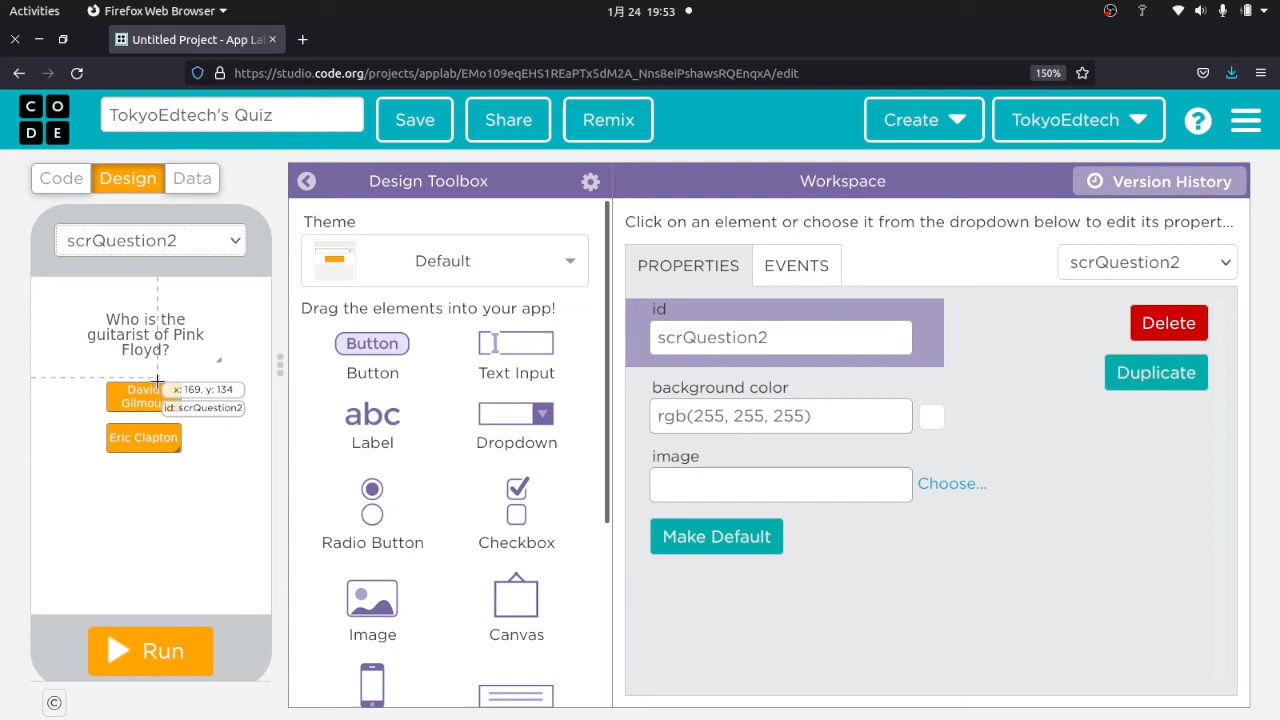 Activities
Firefox Web Browser
1月 24 19:53
Untitled Project - App La
https://studio.code.org/projects/applab/EMo109eqEHS1REaPTx5dM2A_Nns8eiPshawsRQEnqxA/edit
150%
CODE
TokyoEdtech's Quiz
Save
Share
Remix
Create
TokyoEdtech
?
Code
Design
Data
Design Toolbox
Workspace
Version History
scrQuestion2
Who is the
guitarist of Pink
Floyd?
David
Gilmou
x: 169, y: 134
id: scrQuestion2
Eric Clapton
Run
©
Theme
Default
Drag the elements into your app!
Button
Button
Text Input
abc
Label
Dropdown
Radio Button
Checkbox
Image
Canvas
Click on an element or choose it from the dropdown below to edit its propert...
PROPERTIES
EVENTS
scrQuestion2
id
scrQuestion2
Delete
Duplicate
background color
rgb(255, 255, 255)
image
Choose...
Make Default